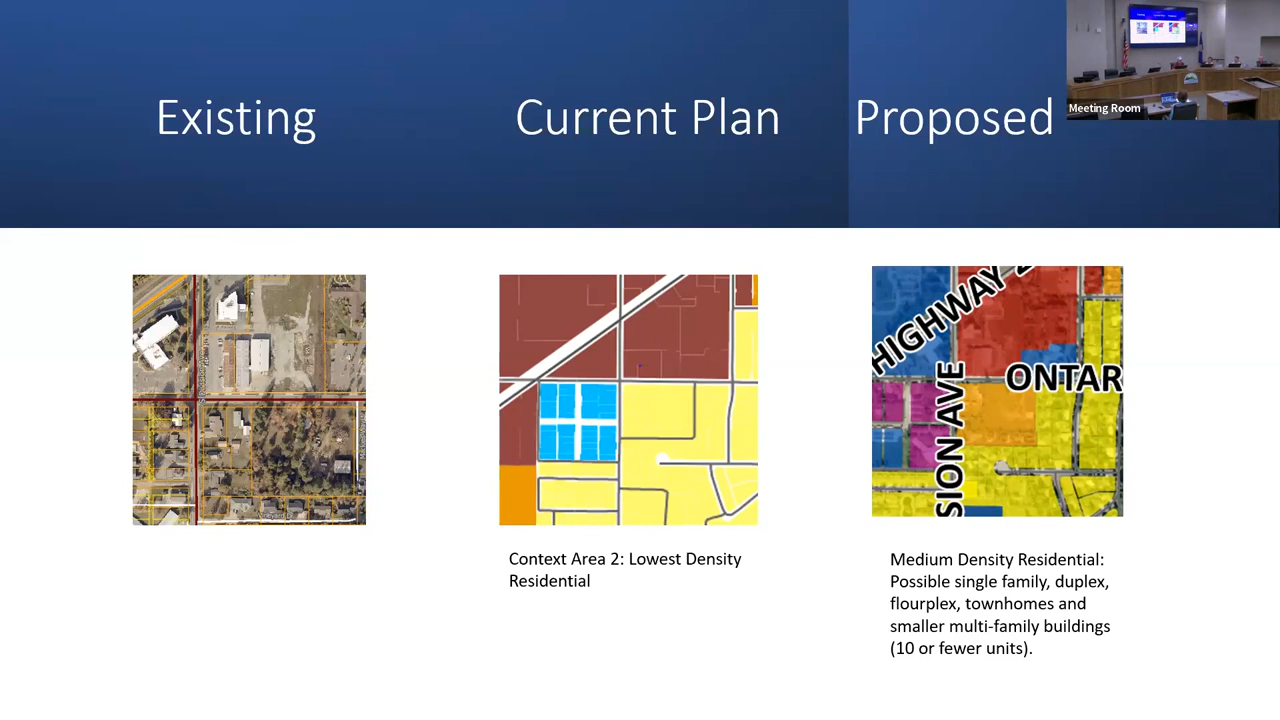 Existing
Current Plan
Proposed
Meeting Room
HIGHWAY 2
ONTAR
SION AVE
Context Area 2: Lowest Density
Residential
Medium Density Residential:
Possible single family, duplex,
flourplex, townhomes and
smaller multi-family buildings
(10 or fewer units).